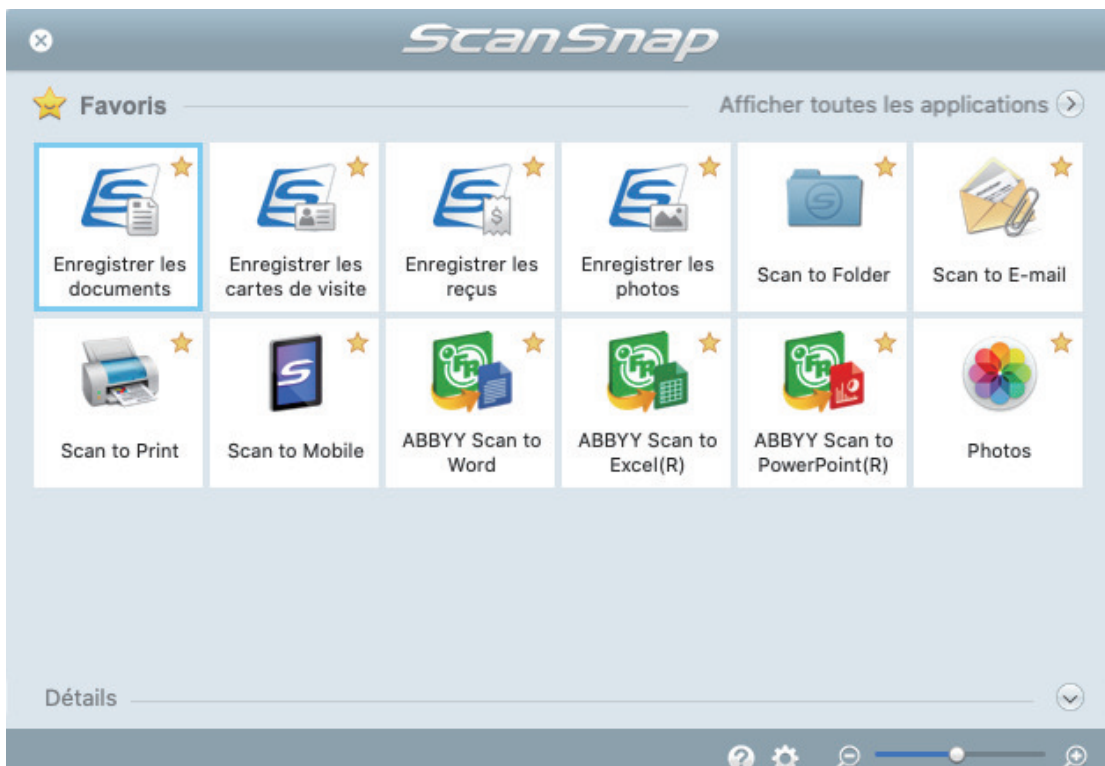 ScanSnap
Favoris
Afficher toutes les applications
Enregistrer les
documents
Enregistrer les
cartes de visite
Enregistrer les
reçus
Enregistrer les
photos
Scan to Folder
Scan to E-mail
Scan to Print
Scan to Mobile
ABBYY Scan to
Word
ABBYY Scan to
Excel(R)
ABBYY Scan to
PowerPoint(R)
Photos
Détails